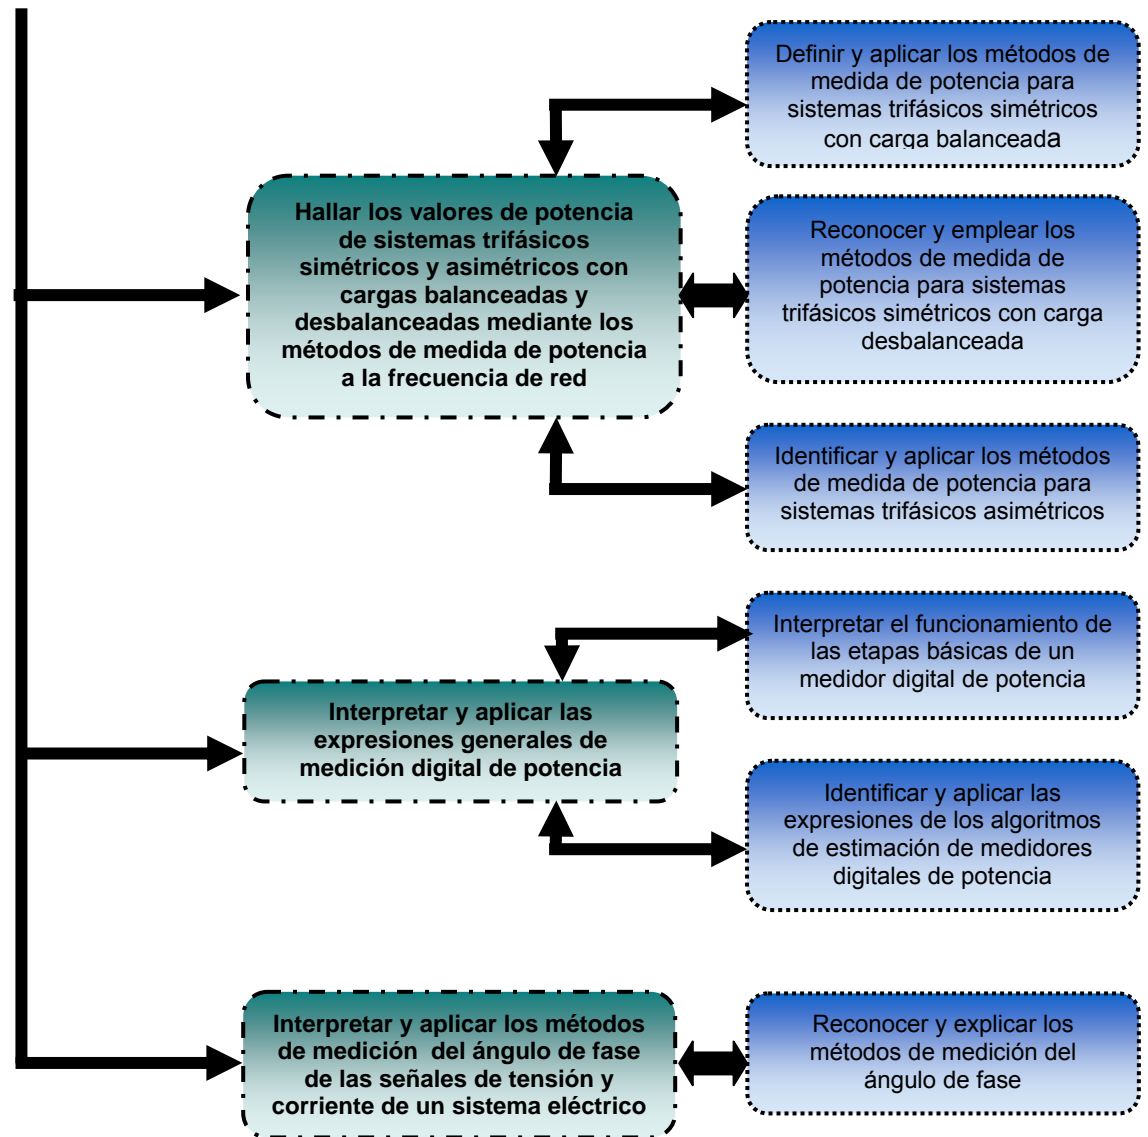 Definir y aplicar los métodos de
medida de potencia para
sistemas trifásicos simétricos
con carga balanceada
Hallar los valores de potencia
de sistemas trifásicos
simétricos y asimétricos con
cargas balanceadas y
desbalanceadas mediante los
métodos de medida de potencia
a la frecuencia de red
Reconocer y emplear los
métodos de medida de
potencia para sistemas
trifásicos simétricos con carga
desbalanceada
Identificar y aplicar los métodos
de medida de potencia para
sistemas trifásicos asimétricos
Interpretar y aplicar las
expresiones generales de
medición digital de potencia
Interpretar el funcionamiento de
las etapas básicas de un
medidor digital de potencia
Identificar y aplicar las
expresiones de los algoritmos
de estimación de medidores
digitales de potencia
Interpretar y aplicar los métodos
de medición del ángulo de fase
de las señales de tensión y
corriente de un sistema eléctrico
Reconocer y explicar los
métodos de medición del
ángulo de fase